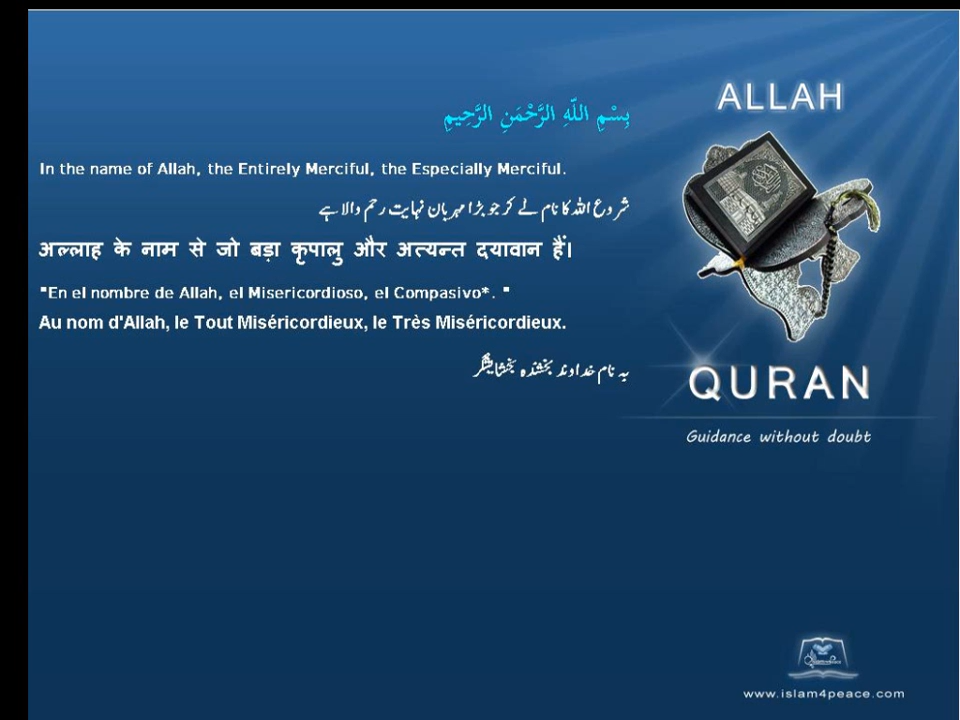 بِسْمِ اللّهِ الرَّحْمَنِ الرَّحِيمِ
In the name of Allah, the Entirely Merciful, the Especially Merciful.
شروع اللہ کا نام لے کر جو بڑا مہربان نہایت رحم والا ہے
अल्लाह के नाम से जो बड़ा कृपालु और अत्यन्त दयावान हैं।
"En el nombre de Allah, el Misericordioso, el Compasivo*. "
Au nom d'Allah, le Tout Miséricordieux, le Très Miséricordieux.
به نام خداوند بخشنده بخشایشگر
ALLAH
QURAN
Guidance without doubt
www.islam4peace.com